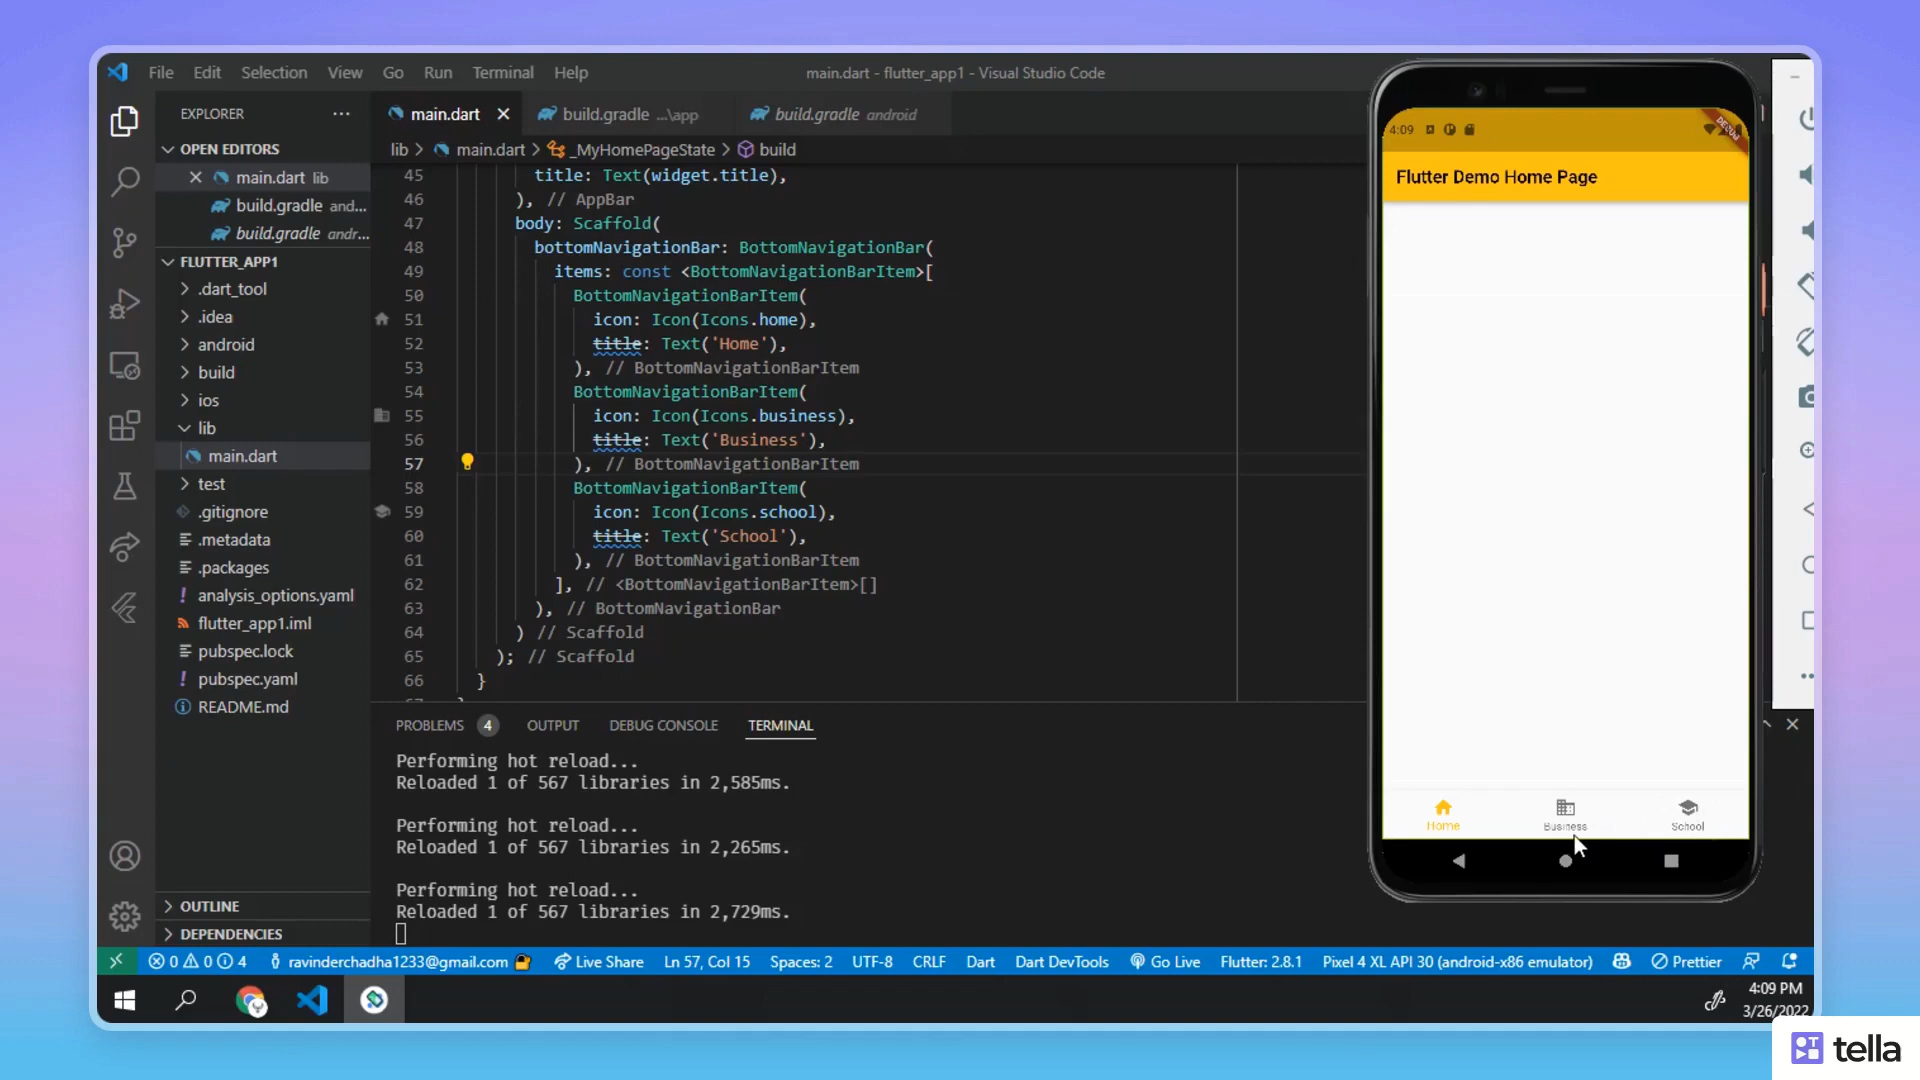 File Edit Selection View Go Run Terminal Help
main.dart - flutter_app1 - Visual Studio Code
EXPLORER
OPEN EDITORS
main.dart lib
build.gradle and...
build.gradle andr...
FLUTTER_APP1
.dart_tool
.idea
android
build
ios
lib
main.dart
test
.gitignore
.metadata
.packages
analysis_options.yaml
flutter_app1.iml
pubspec.lock
pubspec.yaml
README.md
OUTLINE
DEPENDENCIES
main.dart build.gradle ...\app build.gradle android
lib > main.dart > _MyHomePageState > build
45 title: Text(widget.title),
46 ), // AppBar
47 body: Scaffold(
48 bottomNavigationBar: BottomNavigationBar(
49 items: const <BottomNavigationBarItem>[
50 BottomNavigationBarItem(
51 icon: Icon(Icons.home),
52 title: Text('Home'),
53 ), // BottomNavigationBarItem
54 BottomNavigationBarItem(
55 icon: Icon(Icons.business),
56 title: Text('Business'),
57 ), // BottomNavigationBarItem
58 BottomNavigationBarItem(
59 icon: Icon(Icons.school),
60 title: Text('School'),
61 ), // BottomNavigationBarItem
62 ], // <BottomNavigationBarItem>[]
63 ), // BottomNavigationBar
64 ) // Scaffold
65 ); // Scaffold
66 }
PROBLEMS 4 OUTPUT DEBUG CONSOLE TERMINAL
Performing hot reload...
Reloaded 1 of 567 libraries in 2,585ms.
Performing hot reload...
Reloaded 1 of 567 libraries in 2,265ms.
Performing hot reload...
Reloaded 1 of 567 libraries in 2,729ms.
4:09
DEBUG
Flutter Demo Home Page
Home Business School
0 0 4 ravinderchadha1233@gmail.com Live Share Ln 57, Col 15 Spaces: 2 UTF-8 CRLF Dart Dart DevTools Go Live Flutter: 2.8.1 Pixel 4 XL API 30 (android-x86 emulator) Prettier
4:09 PM
3/26/2022
tella